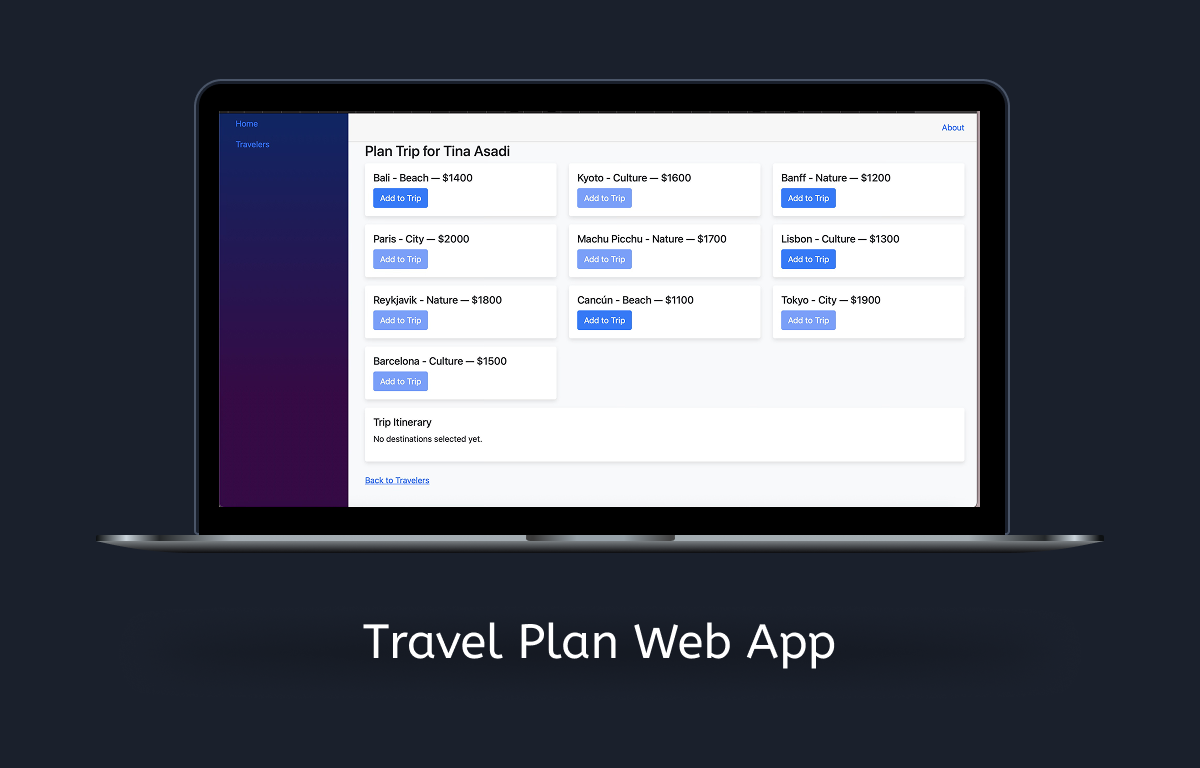 Home
Travelers
About
Plan Trip for Tina Asadi
Bali - Beach — $1400
Add to Trip
Kyoto - Culture — $1600
Add to Trip
Banff - Nature — $1200
Add to Trip
Paris - City — $2000
Add to Trip
Machu Picchu - Nature — $1700
Add to Trip
Lisbon - Culture — $1300
Add to Trip
Reykjavik - Nature — $1800
Add to Trip
Cancún - Beach — $1100
Add to Trip
Tokyo - City — $1900
Add to Trip
Barcelona - Culture — $1500
Add to Trip
Trip Itinerary
No destinations selected yet.
Back to Travelers
Travel Plan Web App